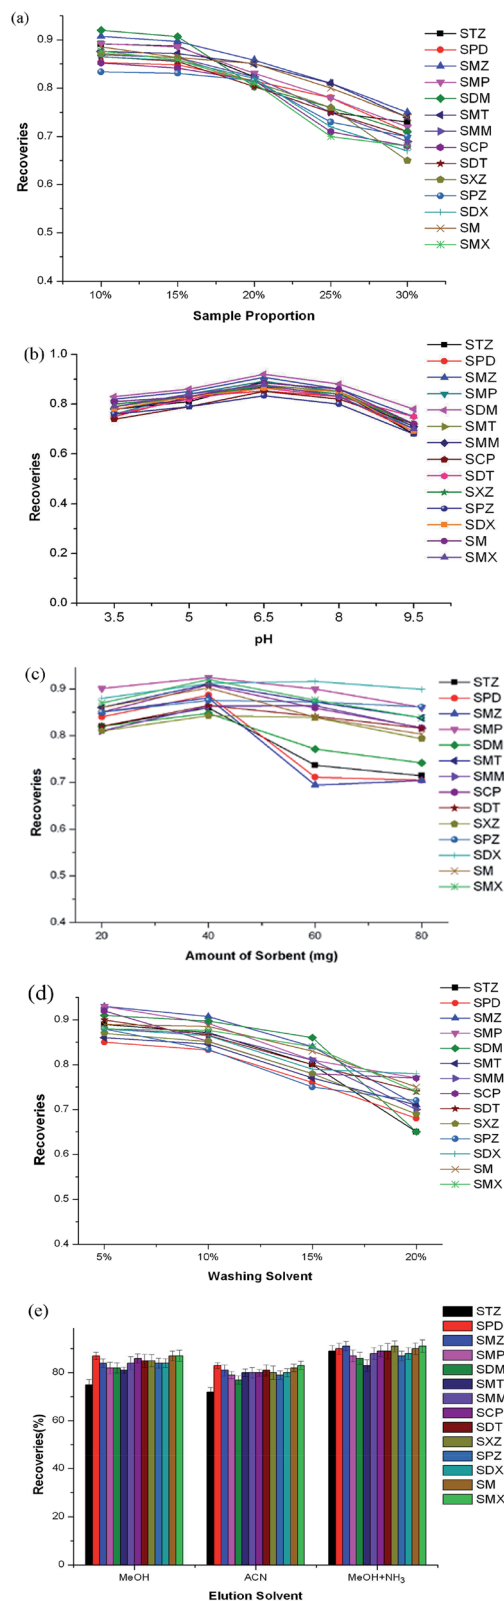 (a)
Recoveries
0.9
0.8
0.7
0.6
0.5
0.4
10%
15%
20%
25%
30%
Sample Proportion
STZ
SPD
SMZ
SMP
SDM
SMT
SMM
SCP
SDT
SXZ
SPZ
SDX
SM
SMX
(b)
Recoveries
1.0
0.8
0.6
0.4
0.2
0.0
3.5
5
6.5
8
9.5
pH
STZ
SPD
SMZ
SMP
SDM
SMT
SMM
SCP
SDT
SXZ
SPZ
SDX
SM
SMX
(c)
Recoveries
0.9
0.8
0.7
0.6
0.5
0.4
20
40
60
80
Amount of Sorbent (mg)
STZ
SPD
SMZ
SMP
SDM
SMT
SMM
SCP
SDT
SXZ
SPZ
SDX
SM
SMX
(d)
Recoveries
0.9
0.8
0.7
0.6
0.5
0.4
5%
10%
15%
20%
Washing Solvent
STZ
SPD
SMZ
SMP
SDM
SMT
SMM
SCP
SDT
SXZ
SPZ
SDX
SM
SMX
(e)
Recoveries(%)
80
60
40
20
0
MeOH
ACN
MeOH+NH3
Elution Solvent
STZ
SPD
SMZ
SMP
SDM
SMT
SMM
SCP
SDT
SXZ
SPZ
SDX
SM
SMX